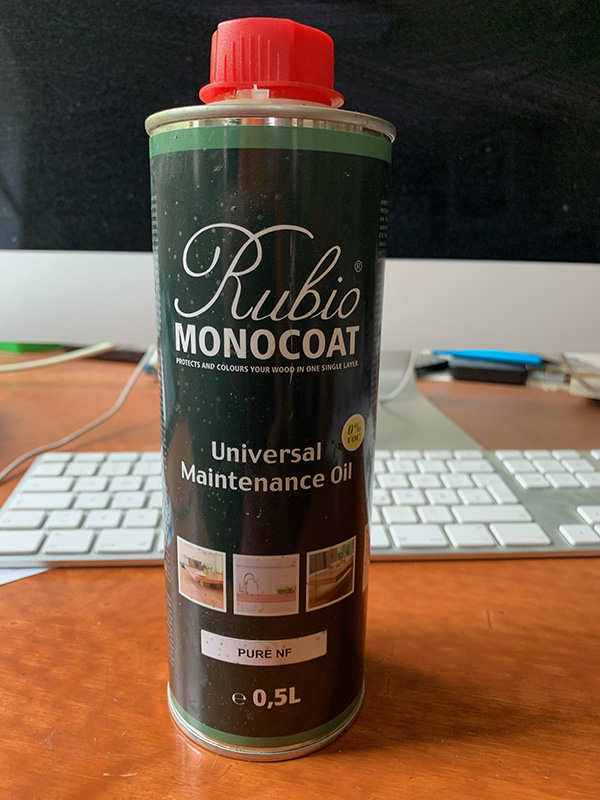 Rubio®
MONOCOAT
PROTECTS AND COLOURS YOUR WOOD IN ONE SINGLE LAYER
0%
VOC
Universal
Maintenance Oil
PURE NF
℮ 0,5L